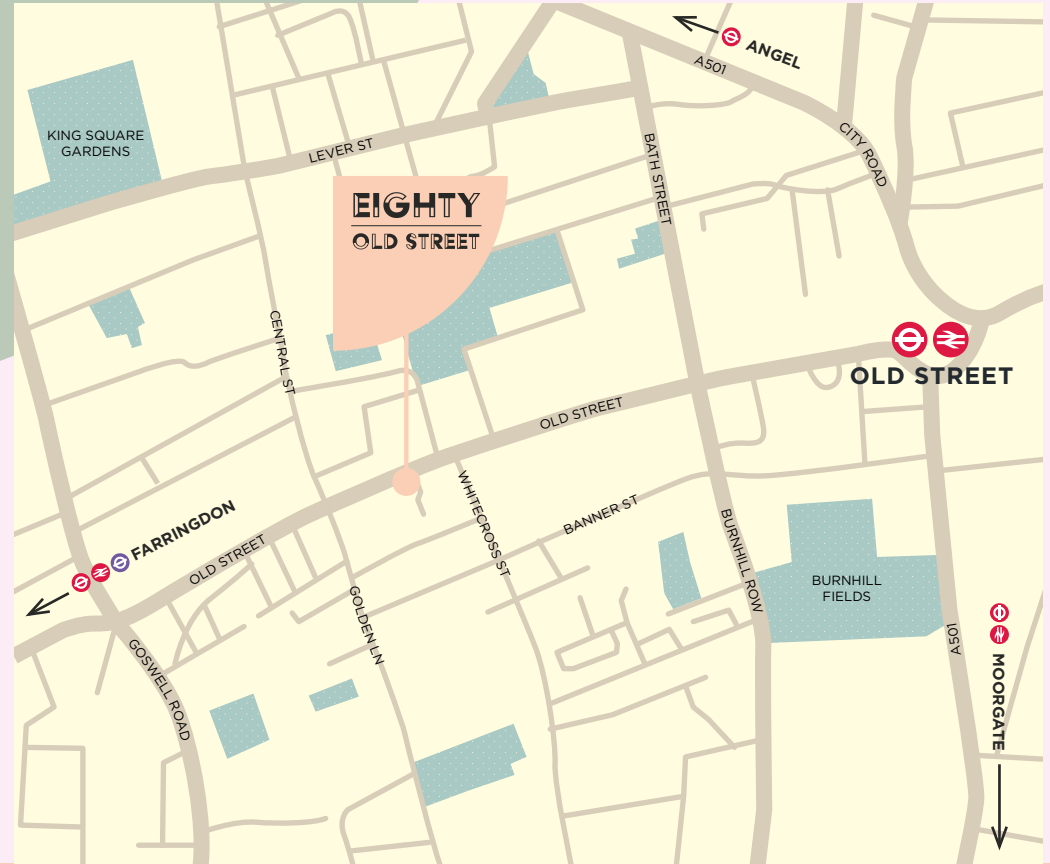 ANGEL
A501
CITY ROAD
KING SQUARE
GARDENS
LEVER ST
BATH STREET
EIGHTY
OLD STREET
CENTRAL ST
OLD STREET
OLD STREET
WHITECROSS ST
BANNER ST
FARRINGDON
OLD STREET
BURNHILL ROW
BURNHILL
FIELDS
GOLDEN LN
A501
GOSWELL ROAD
MOORGATE